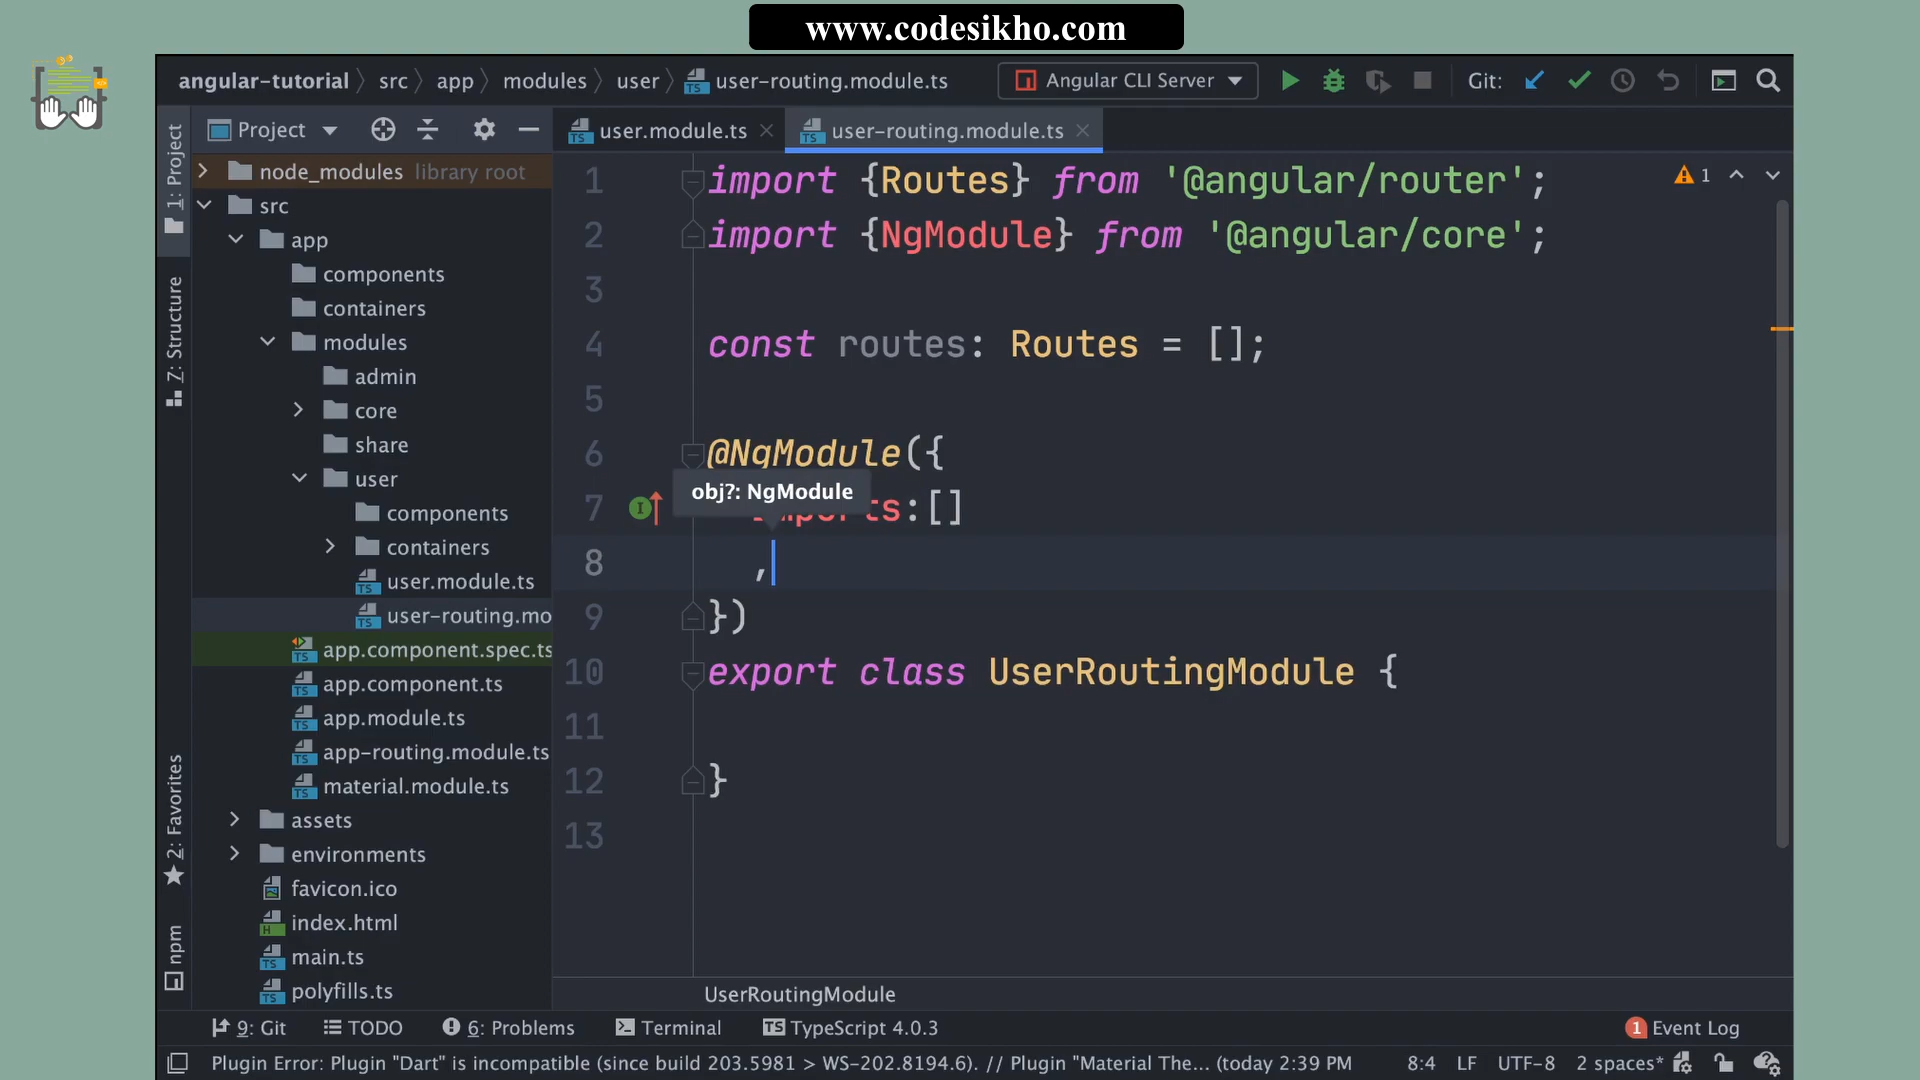 www.codesikho.com
angular-tutorial src app modules user user-routing.module.ts Angular CLI Server Git:
1: Project
7: Structure
2: Favorites
npm
Project
node_modules library root
src
app
components
containers
modules
admin
core
share
user
components
containers
user.module.ts
user-routing.mo
app.component.spec.ts
app.component.ts
app.module.ts
app-routing.module.ts
material.module.ts
assets
environments
favicon.ico
index.html
main.ts
polyfills.ts
user.module.ts user-routing.module.ts
1 import {Routes} from '@angular/router'; 1
2 import {NgModule} from '@angular/core';
3
4 const routes: Routes = [];
5
6 @NgModule({
obj?: NgModule
7 imports:[]
8 ,
9 })
10 export class UserRoutingModule {
11
12 }
13
UserRoutingModule
9: Git TODO 6: Problems Terminal TypeScript 4.0.3 1 Event Log
Plugin Error: Plugin "Dart" is incompatible (since build 203.5981 > WS-202.8194.6). // Plugin "Material The... (today 2:39 PM 8:4 LF UTF-8 2 spaces*